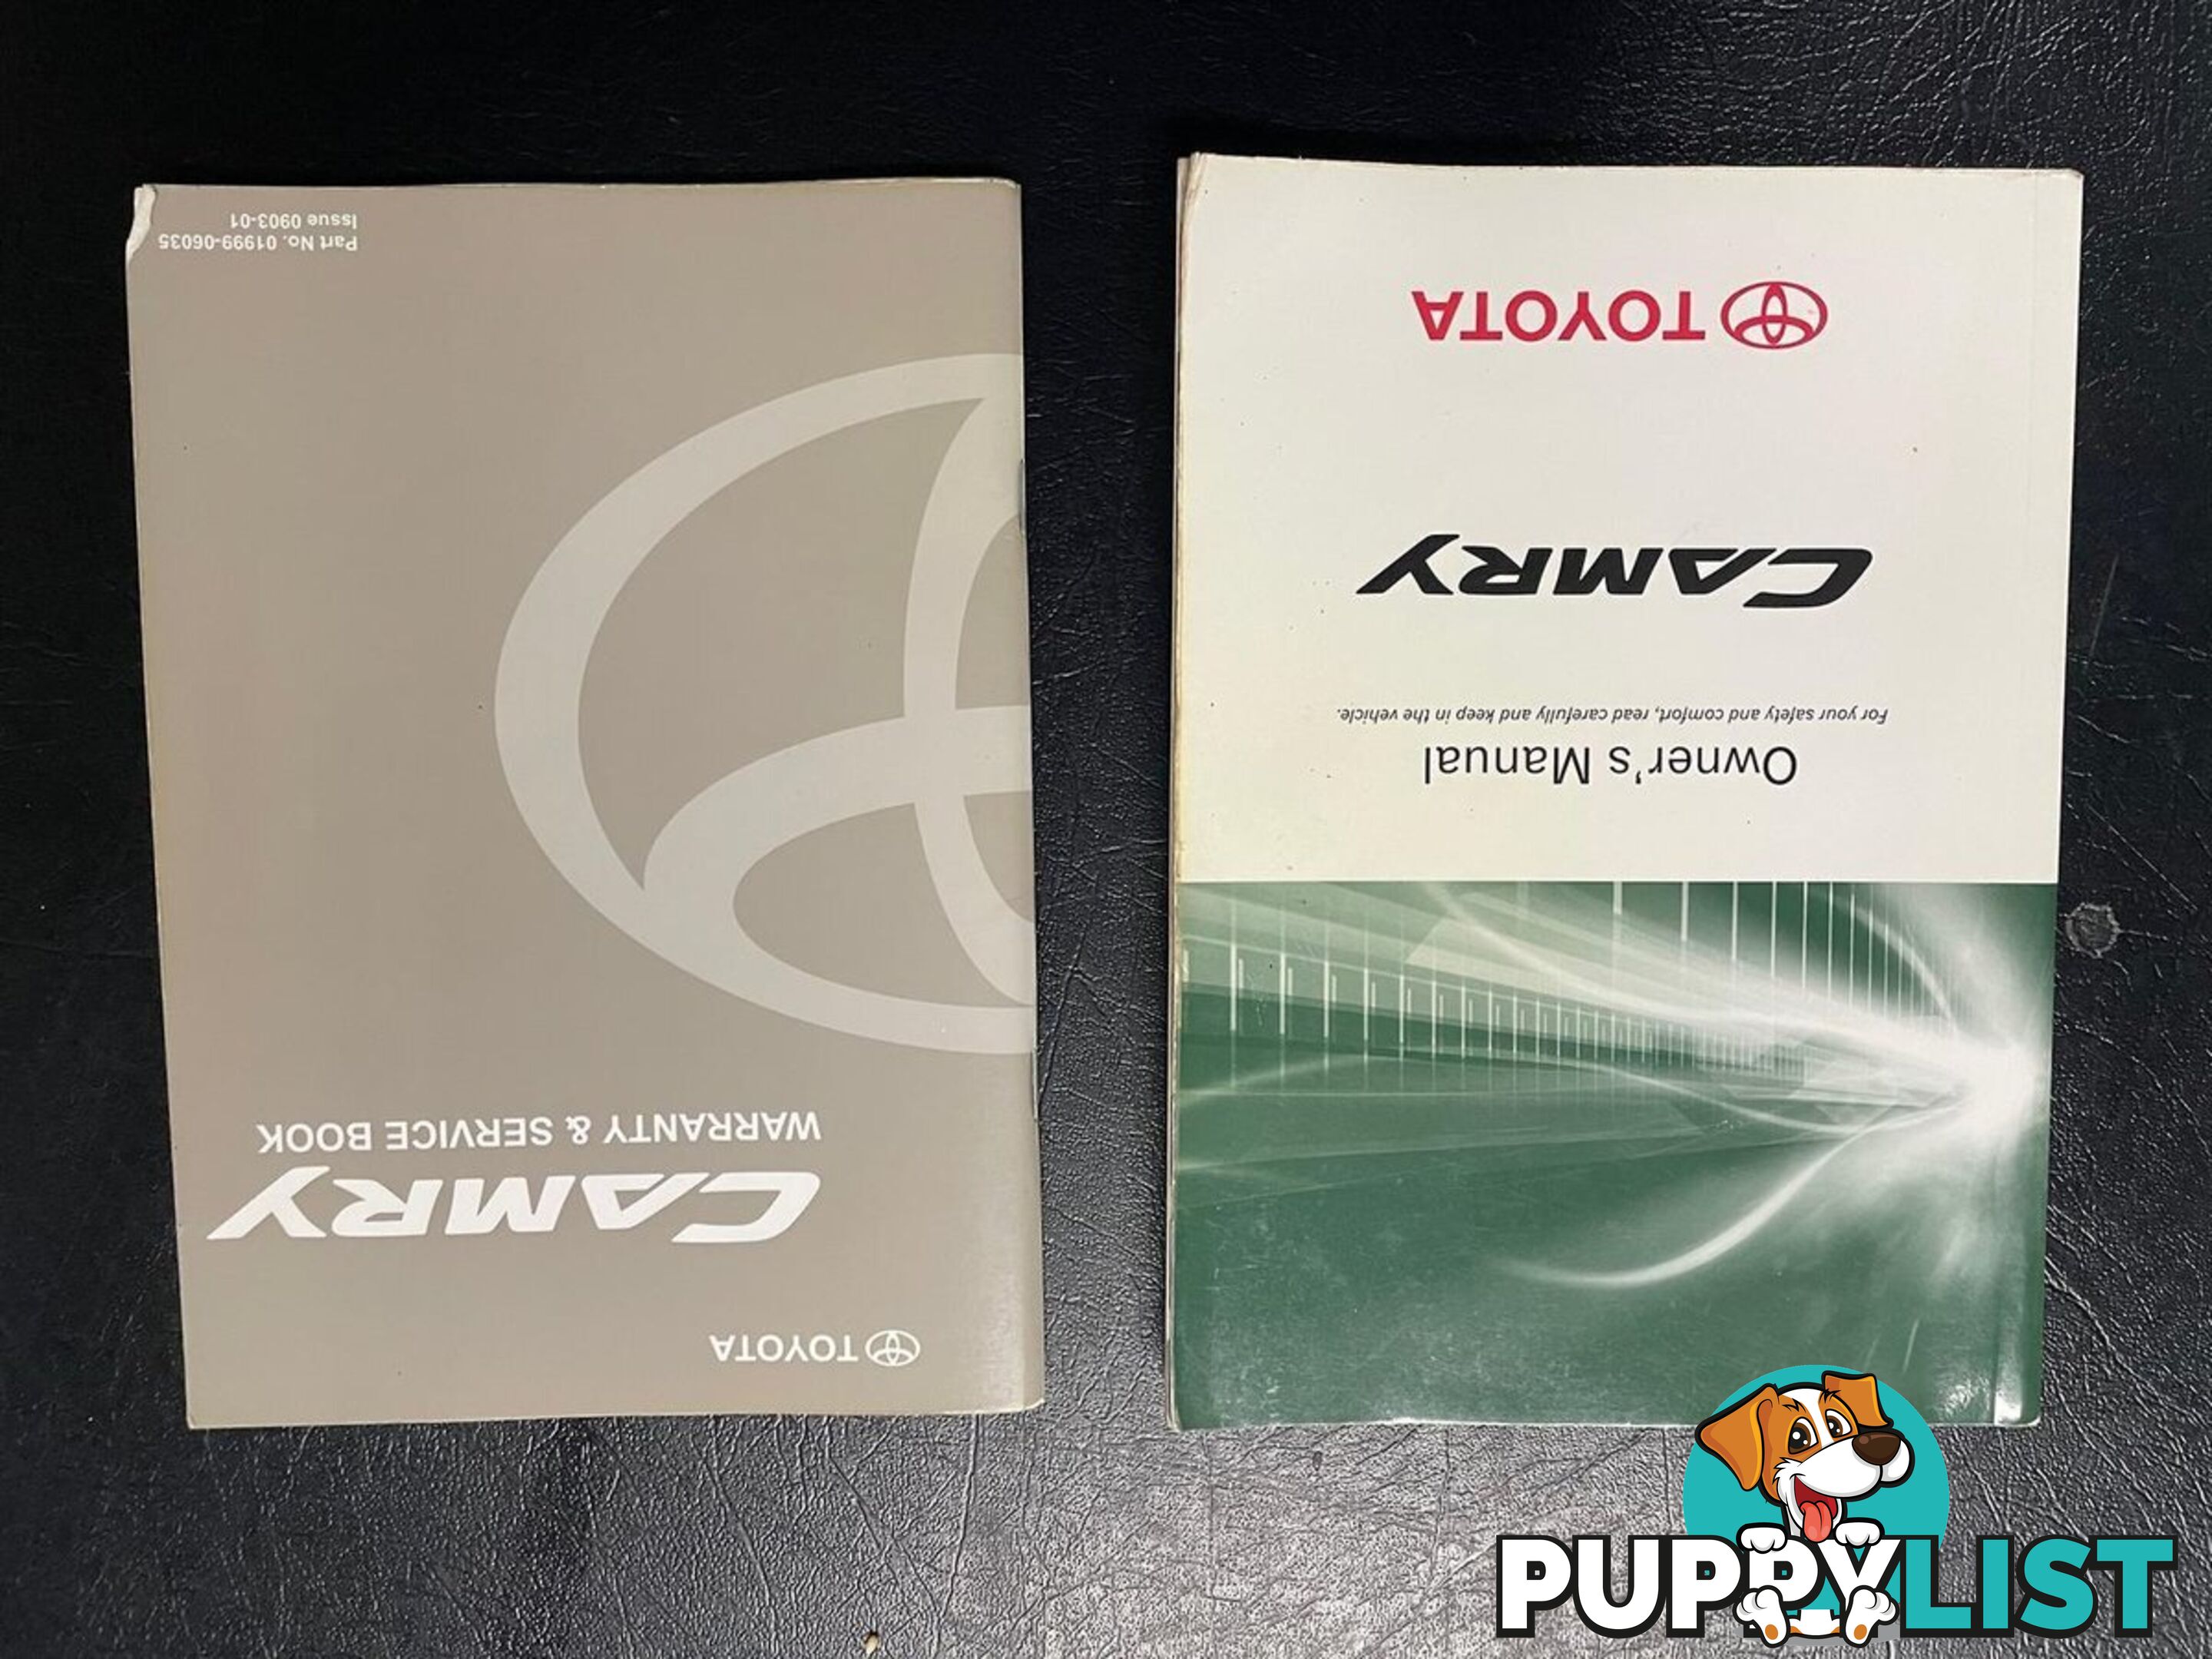 TOYOTA
CAMRY
WARRANTY & SERVICE BOOK
Part No. 01999-06035
Issue 0903-01
Owner's Manual
For your safety and comfort, read carefully and keep in the vehicle.
CAMRY
TOYOTA
PUPPYLIST